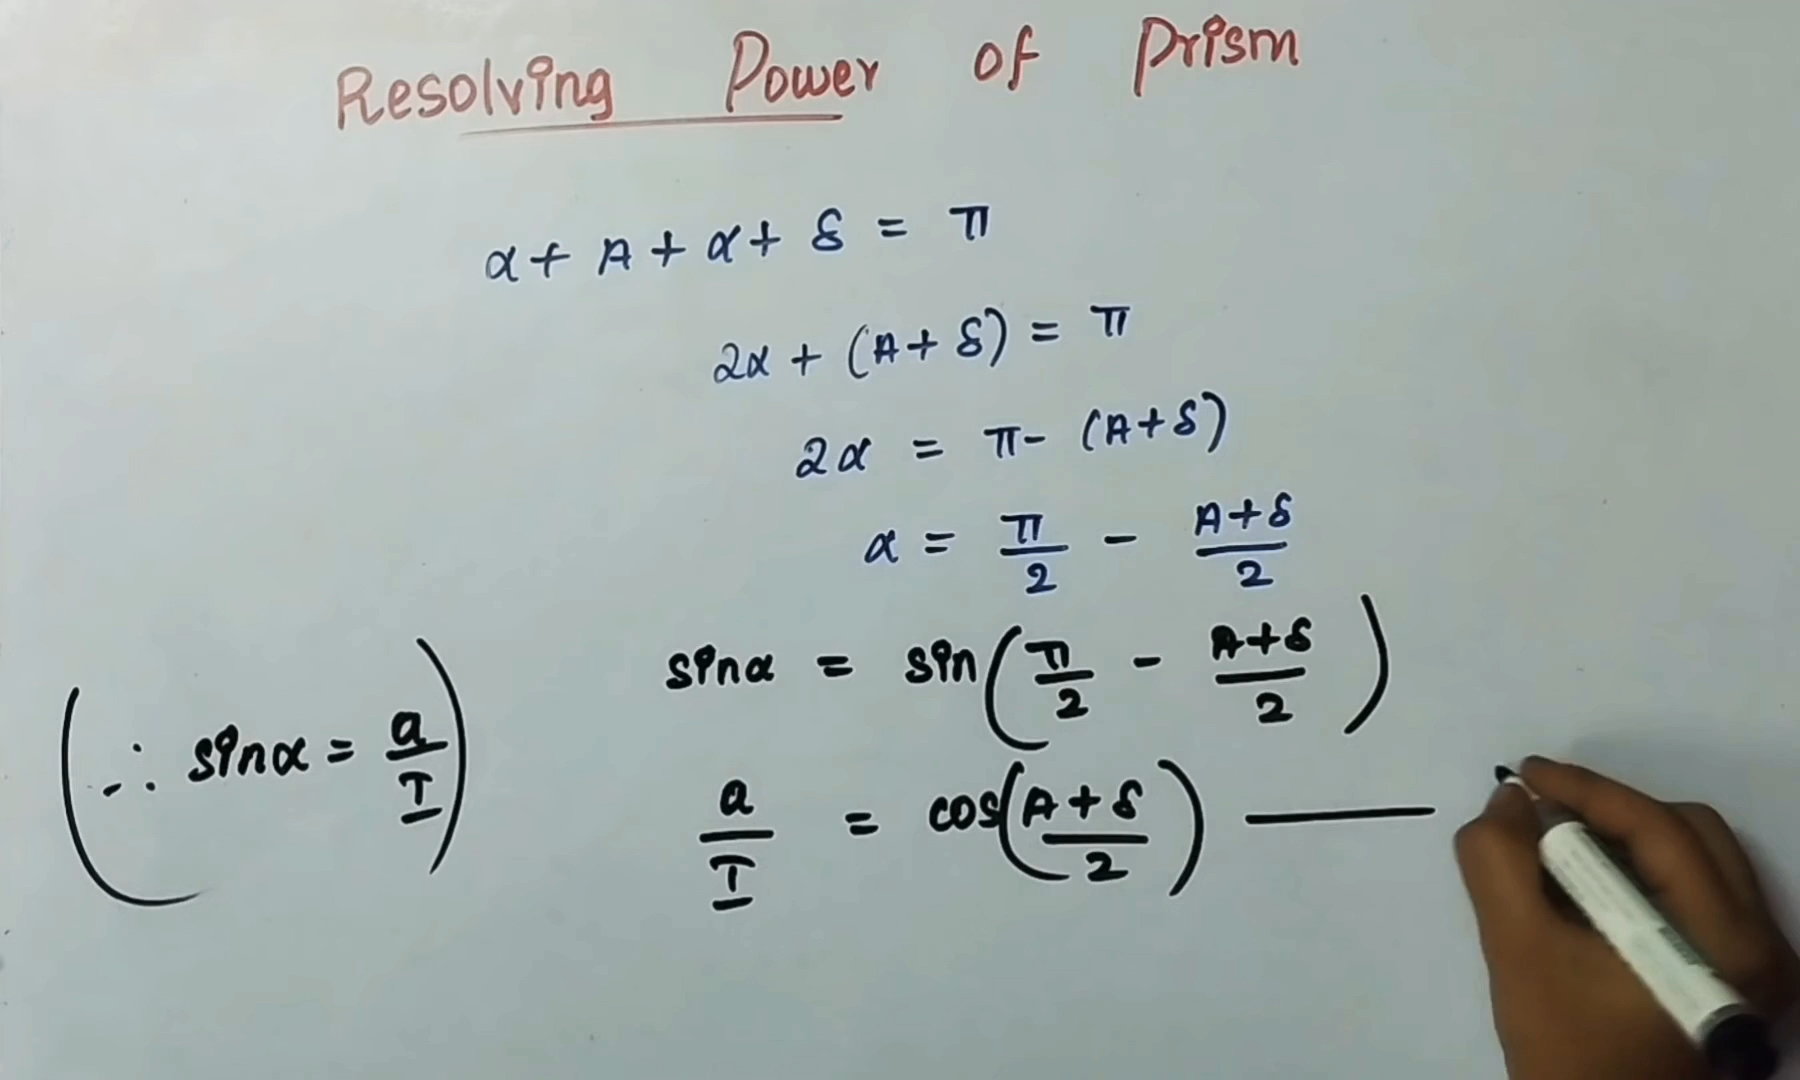 Resolving Power of Prism
α + A + α + δ = π
2α + (A + δ) = π
2α = π - (A+δ)
α = π/2 - A+δ/2
sinα = sin(π/2 - A+δ/2)
(∴ sinα = a/I)
a/I = cos(A+δ/2) —